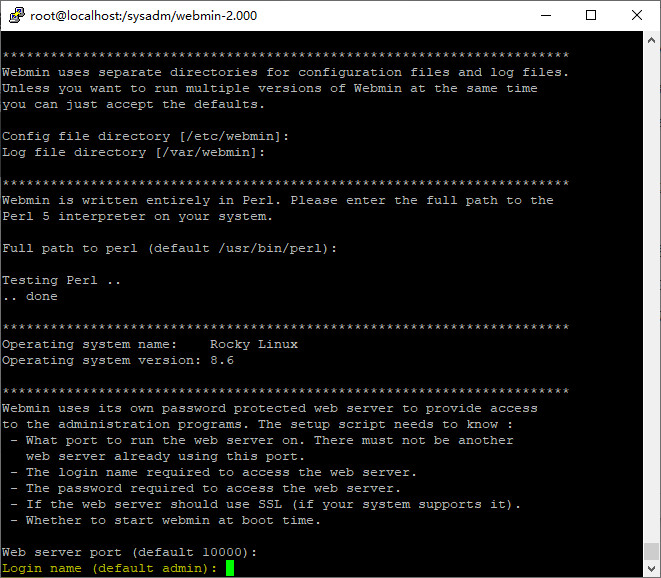 root@localhost:/sysadm/webmin-2.000
***********************************************************************
Webmin uses separate directories for configuration files and log files.
Unless you want to run multiple versions of Webmin at the same time
you can just accept the defaults.
Config file directory [/etc/webmin]:
Log file directory [/var/webmin]:
***********************************************************************
Webmin is written entirely in Perl. Please enter the full path to the
Perl 5 interpreter on your system.
Full path to perl (default /usr/bin/perl):
Testing Perl ..
.. done
***********************************************************************
Operating system name:    Rocky Linux
Operating system version: 8.6
***********************************************************************
Webmin uses its own password protected web server to provide access
to the administration programs. The setup script needs to know :
 - What port to run the web server on. There must not be another
   web server already using this port.
 - The login name required to access the web server.
 - The password required to access the web server.
 - If the web server should use SSL (if your system supports it).
 - Whether to start webmin at boot time.
Web server port (default 10000):
Login name (default admin):